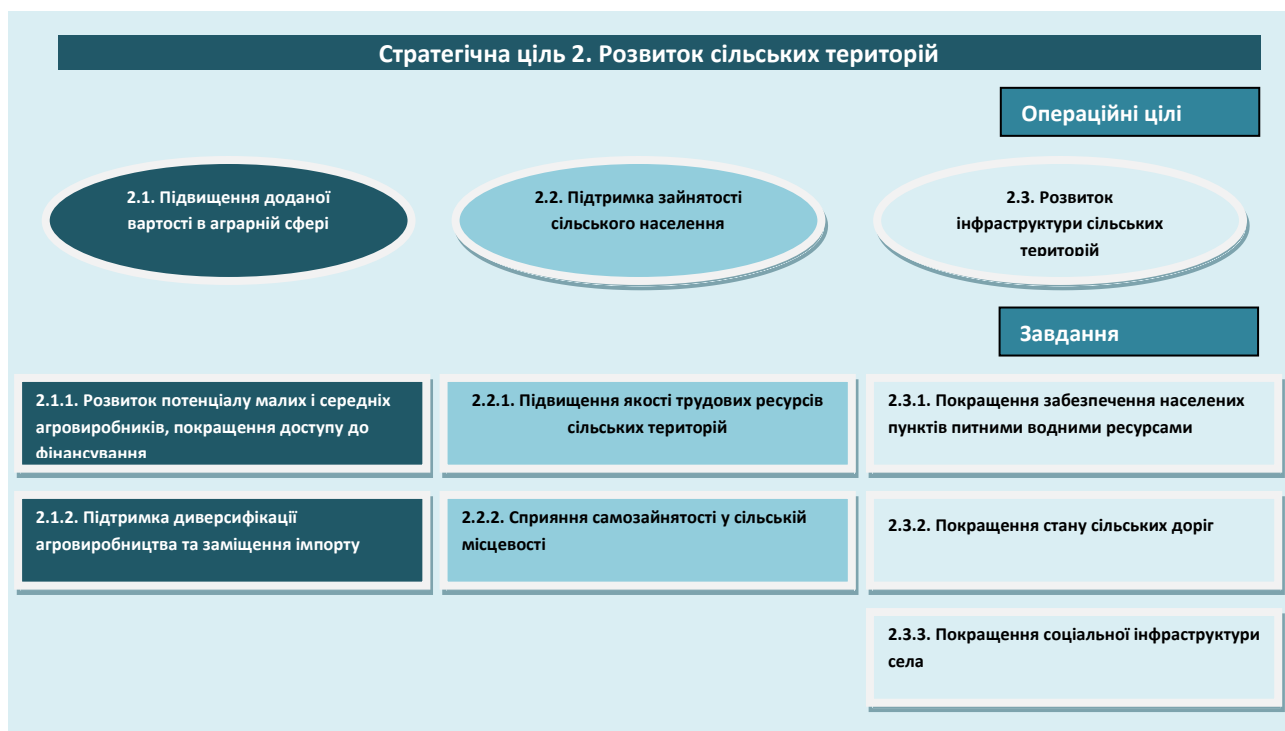 Стратегічна ціль 2. Розвиток сільських територій
Операційні цілі
2.1. Підвищення доданої
вартості в аграрній сфері
2.2. Підтримка зайнятості
сільського населення
2.3. Розвиток
інфраструктури сільських
територій
Завдання
2.1.1. Розвиток потенціалу малих і середніх
агровиробників, покращення доступу до
фінансування
2.2.1. Підвищення якості трудових ресурсів
сільських територій
2.3.1. Покращення забезпечення населених
пунктів питними водними ресурсами
2.1.2. Підтримка диверсифікації
агровиробництва та заміщення імпорту
2.2.2. Сприяння самозайнятості у сільській
місцевості
2.3.2. Покращення стану сільських доріг
2.3.3. Покращення соціальної інфраструктури
села